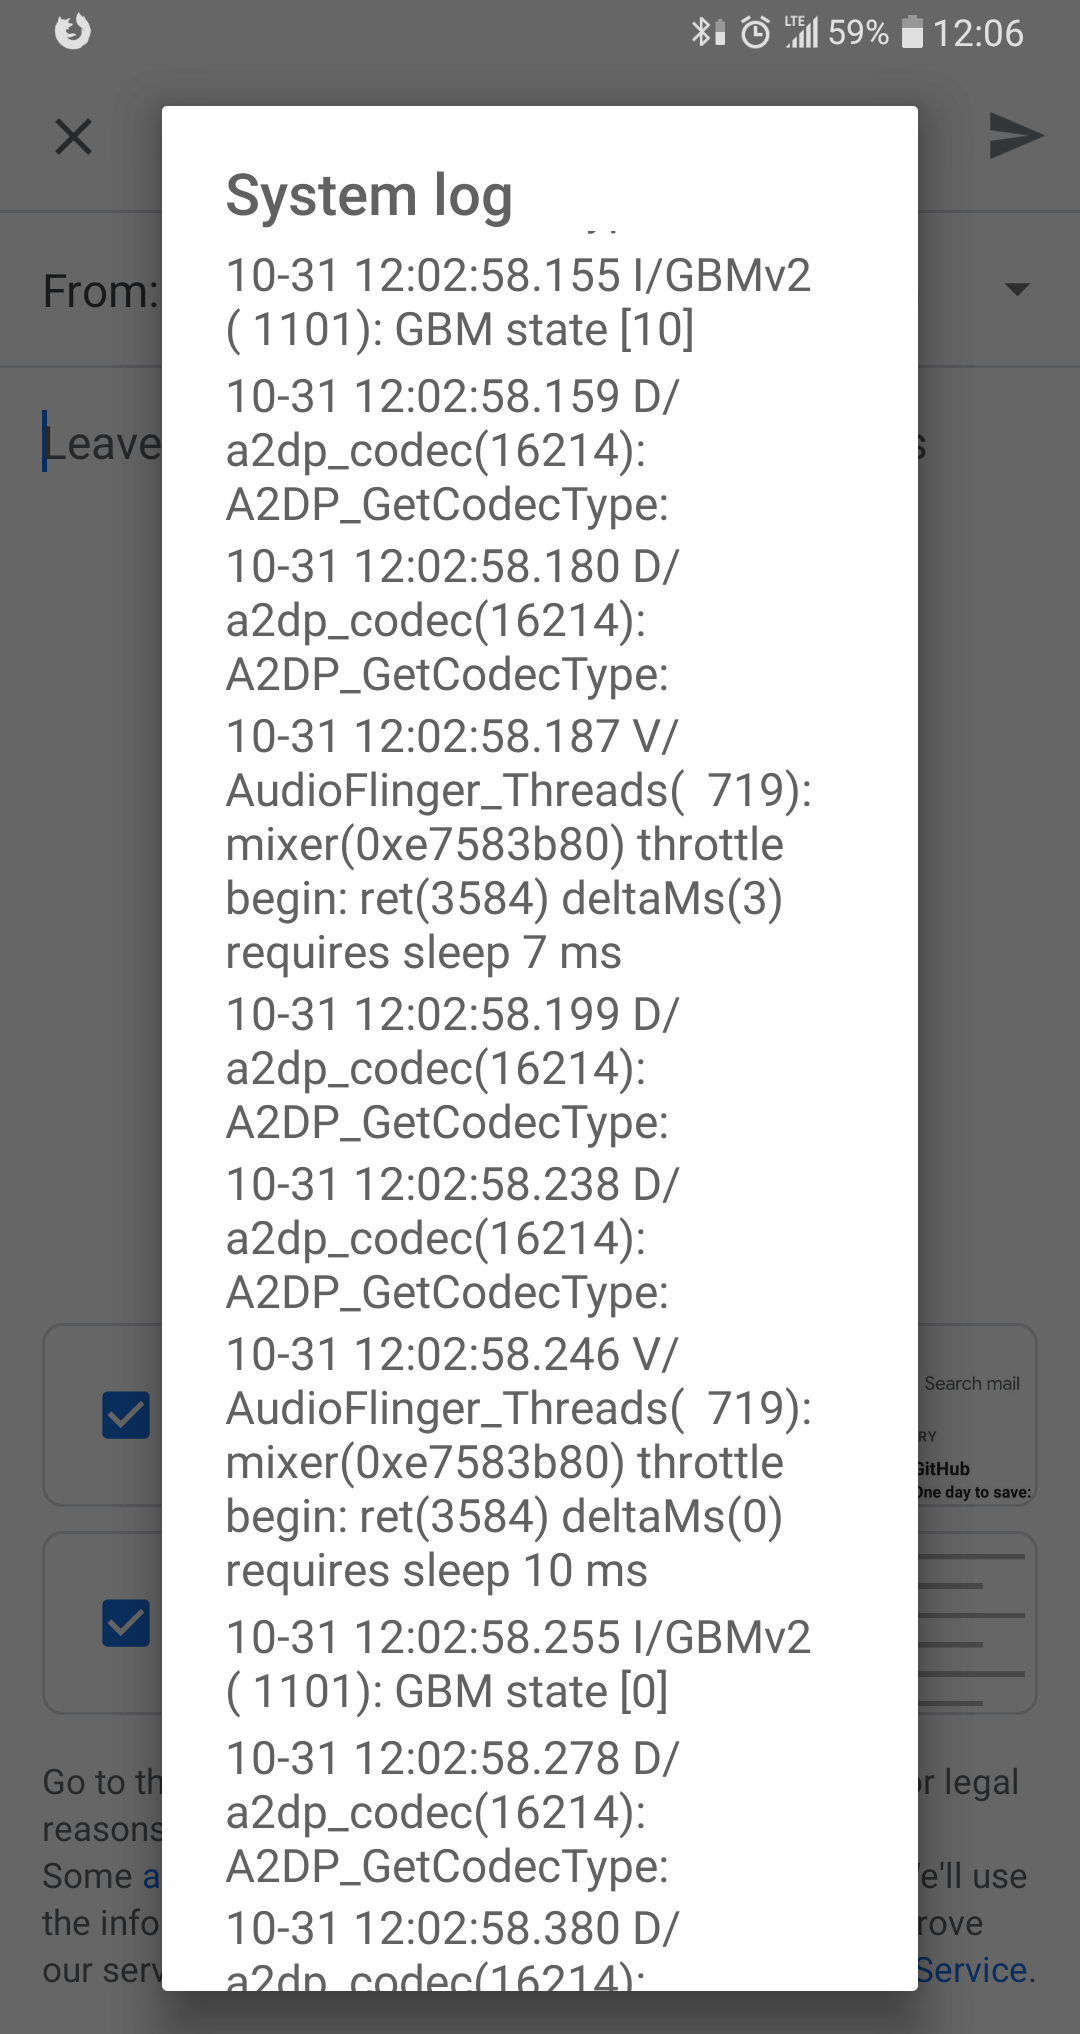 LTE 59% 12:06
System log
10-31 12:02:58.155 I/GBMv2
( 1101): GBM state [10]
10-31 12:02:58.159 D/
a2dp_codec(16214):
A2DP_GetCodecType:
10-31 12:02:58.180 D/
a2dp_codec(16214):
A2DP_GetCodecType:
10-31 12:02:58.187 V/
AudioFlinger_Threads(  719):
mixer(0xe7583b80) throttle
begin: ret(3584) deltaMs(3)
requires sleep 7 ms
10-31 12:02:58.199 D/
a2dp_codec(16214):
A2DP_GetCodecType:
10-31 12:02:58.238 D/
a2dp_codec(16214):
A2DP_GetCodecType:
10-31 12:02:58.246 V/
AudioFlinger_Threads(  719):
mixer(0xe7583b80) throttle
begin: ret(3584) deltaMs(0)
requires sleep 10 ms
10-31 12:02:58.255 I/GBMv2
( 1101): GBM state [0]
10-31 12:02:58.278 D/
a2dp_codec(16214):
A2DP_GetCodecType:
10-31 12:02:58.380 D/
a2dp_codec(16214):
From:
Leave
Search mail
GitHub
One day to save:
Go to
legal
reasons
Some
use
the info
our
Service.